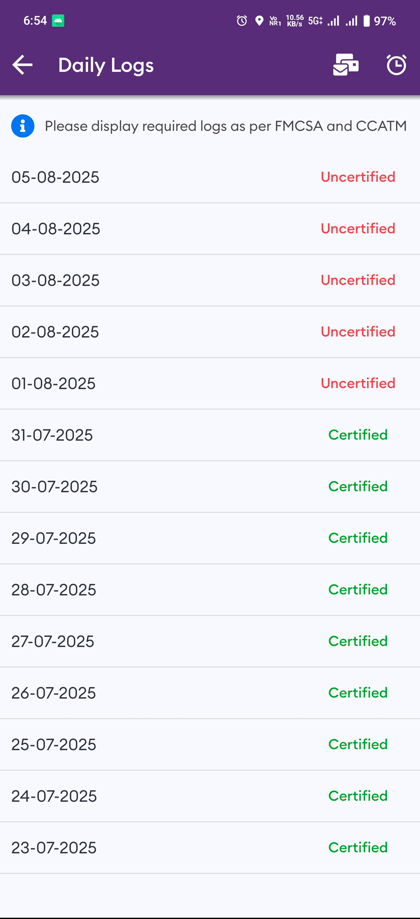 6:54 Vo NR1 10.56 KB/s 5G 97%
Daily Logs
Please display required logs as per FMCSA and CCATM
05-08-2025 Uncertified
04-08-2025 Uncertified
03-08-2025 Uncertified
02-08-2025 Uncertified
01-08-2025 Uncertified
31-07-2025 Certified
30-07-2025 Certified
29-07-2025 Certified
28-07-2025 Certified
27-07-2025 Certified
26-07-2025 Certified
25-07-2025 Certified
24-07-2025 Certified
23-07-2025 Certified